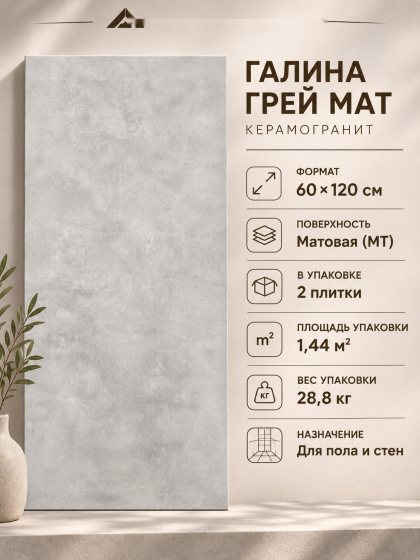 ГАЛИНА
ГРЕЙ МАТ
КЕРАМОГРАНИТ
ФОРМАТ
60 × 120 см
ПОВЕРХНОСТЬ
Матовая (МТ)
В УПАКОВКЕ
2 плитки
m²
ПЛОЩАДЬ УПАКОВКИ
1,44 м²
КГ
ВЕС УПАКОВКИ
28,8 кг
НАЗНАЧЕНИЕ
Для пола и стен